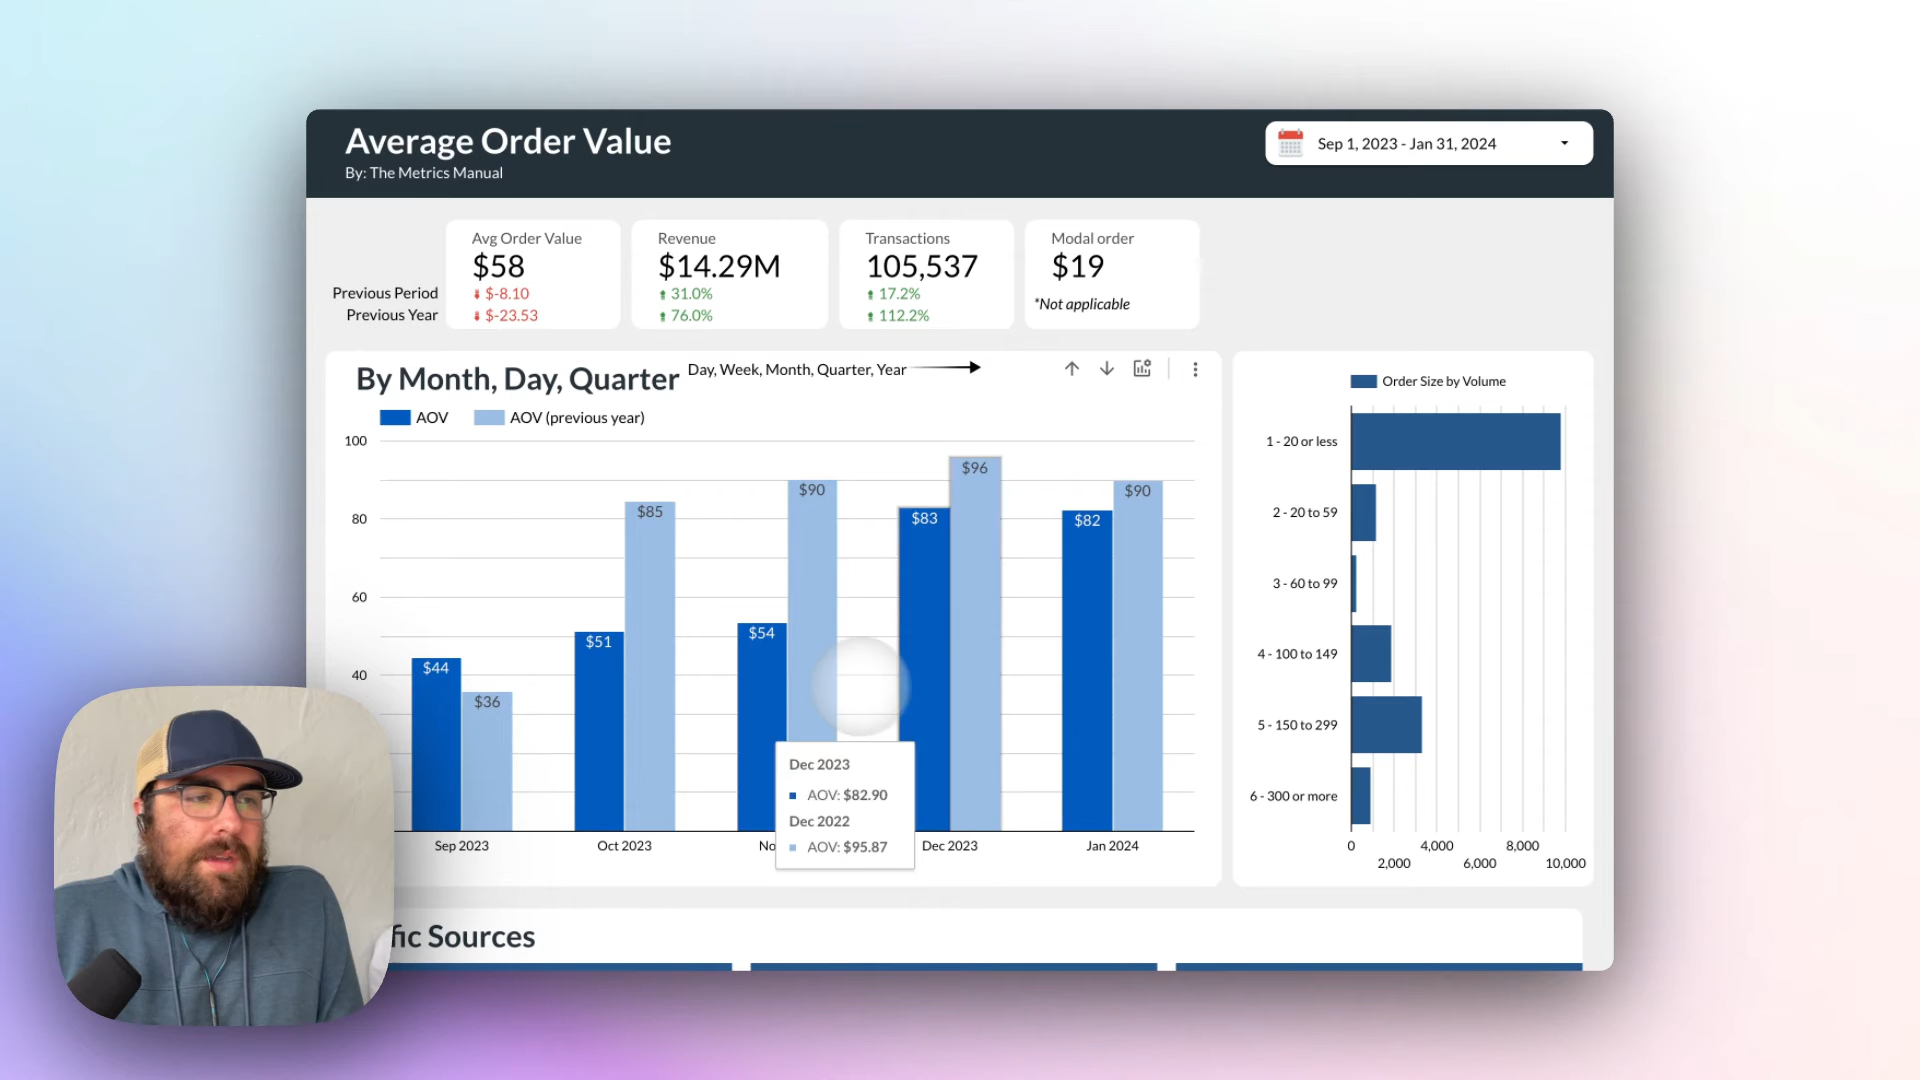 Average Order Value
By: The Metrics Manual
Sep 1, 2023 - Jan 31, 2024
Avg Order Value
$58
Previous Period
$-8.10
Previous Year
$-23.53
Revenue
$14.29M
31.0%
76.0%
Transactions
105,537
17.2%
112.2%
Modal order
$19
*Not applicable
By Month, Day, Quarter
Day, Week, Month, Quarter, Year
AOV
AOV (previous year)
100
80
60
40
$44
$36
$51
$85
$54
$90
$83
$96
$82
$90
Sep 2023
Oct 2023
No
Dec 2023
Jan 2024
Dec 2023
AOV: $82.90
Dec 2022
AOV: $95.87
Order Size by Volume
1 - 20 or less
2 - 20 to 59
3 - 60 to 99
4 - 100 to 149
5 - 150 to 299
6 - 300 or more
0
2,000
4,000
6,000
8,000
10,000
fic Sources